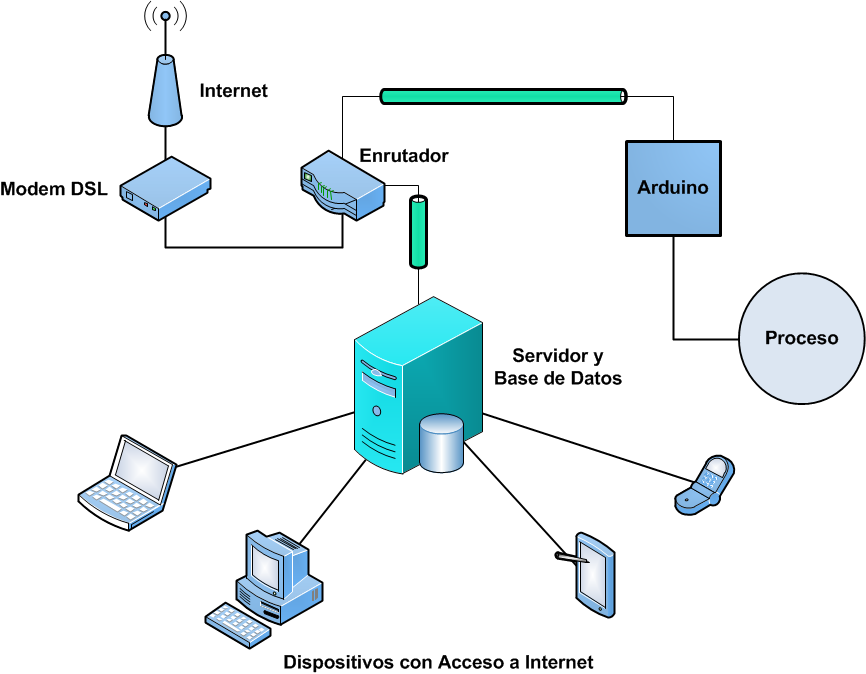 Internet
Enrutador
Modem DSL
Arduino
Proceso
Servidor y
Base de Datos
Dispositivos con Acceso a Internet